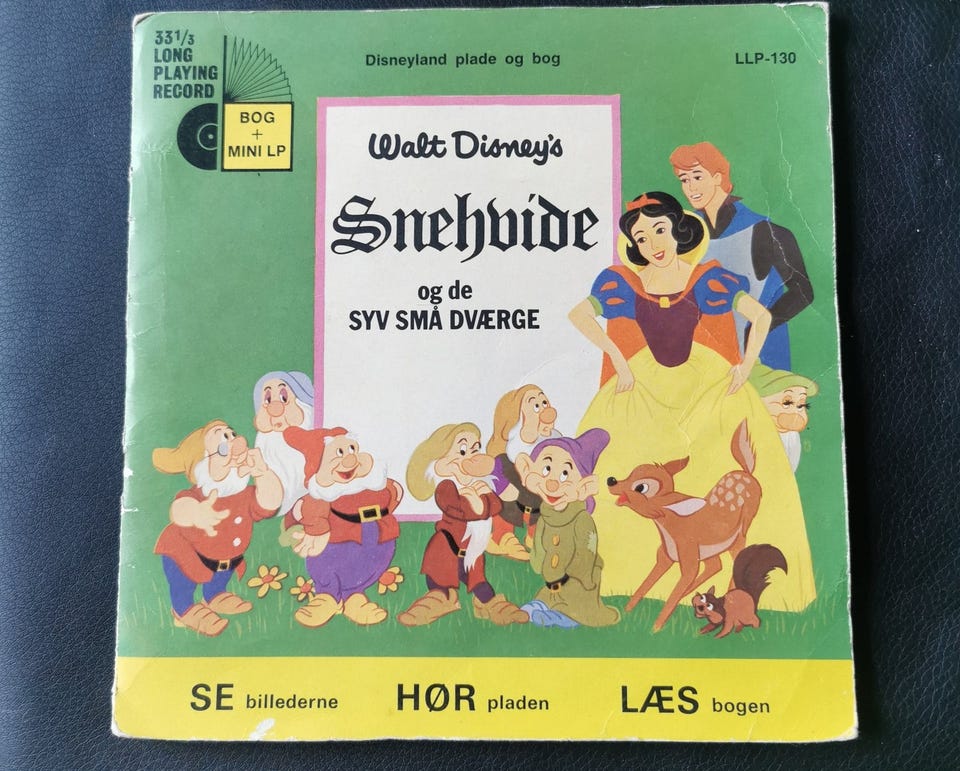 33 1/3
LONG
PLAYING
RECORD
BOG
+
MINI LP
Disneyland plade og bog
LLP-130
Walt Disney's
Snehvide
og de
SYV SMÅ DVÆRGE
SE billederne HØR pladen LÆS bogen